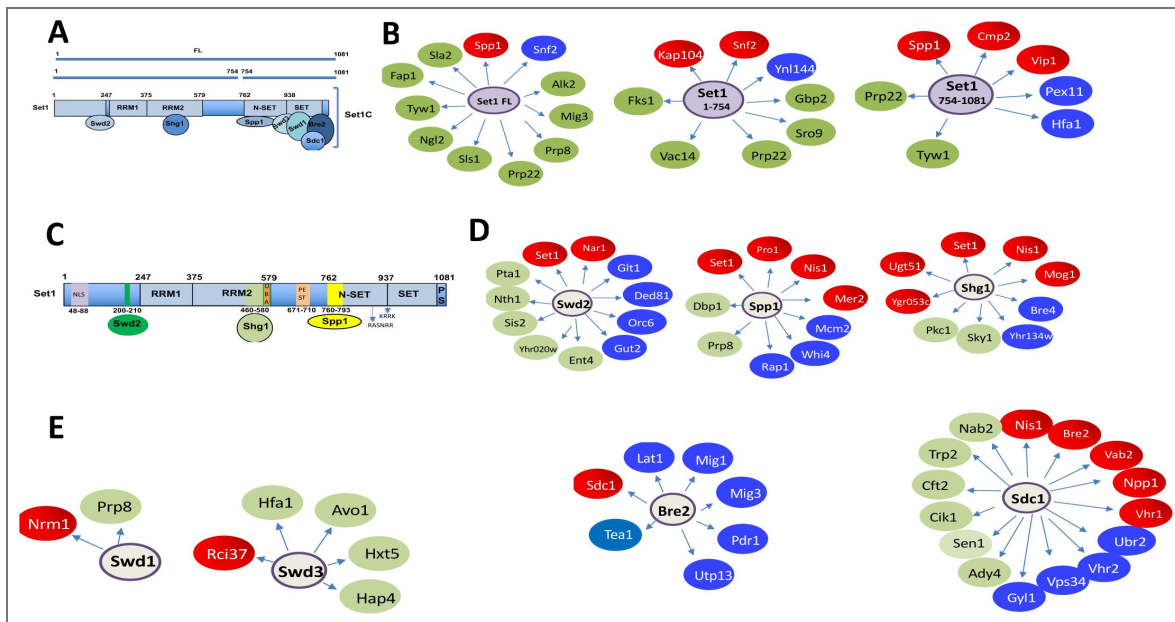 A
1 FL 1081
1 754 754 1081
1 247 375 579 762 938
Set1 RRM1 RRM2 N-SET SET
Swd2 Shg1 Spp1 Swd3 Swd1 Bre2
Sdc1
Set1C
B
Spp1
Snf2
Sla2
Fap1
Alk2
Tyw1
Set1 FL
Mig3
Ngl2
Prp8
Sls1
Prp22
Kap104
Snf2
Ynl144
Fks1
Set1
1-754
Gbp2
Sro9
Vac14
Prp22
Spp1
Cmp2
Vip1
Prp22
Set1
754-1081
Pex11
Hfa1
Tyw1
C
1 247 375 579 762 937 1081
Set1 NLS RRM1 RRM2 UBA PE ST N-SET SET PS
48-88 200-210 460-580 671-710 760-793
KRRK
RASNRR
Swd2 Shg1 Spp1
D
Set1
Nar1
Pta1
Glt1
Nth1
Swd2
Ded81
Sis2
Orc6
Yhr020w
Ent4
Gut2
Pro1
Set1
Nis1
Dbp1
Spp1
Mer2
Prp8
Mcm2
Rap1
Whi4
Set1
Nis1
Ugt51
Mog1
Ygr053c
Shg1
Bre4
Pkc1
Sky1
Yhr134w
E
Prp8
Nrm1
Swd1
Hfa1
Avo1
Rci37
Swd3
Hxt5
Hap4
Lat1
Mig1
Sdc1
Mig3
Bre2
Tea1
Pdr1
Utp13
Nab2
Nis1
Bre2
Trp2
Vab2
Cft2
Sdc1
Npp1
Cik1
Vhr1
Sen1
Ubr2
Ady4
Vhr2
Gyl1
Vps34